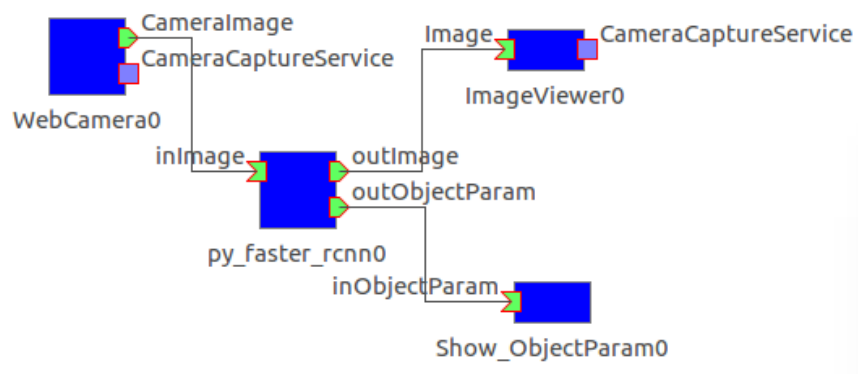 CameraImage
CameraCaptureService
WebCamera0
Image
CameraCaptureService
ImageViewer0
inImage
outImage
outObjectParam
py_faster_rcnn0
inObjectParam
Show_ObjectParam0